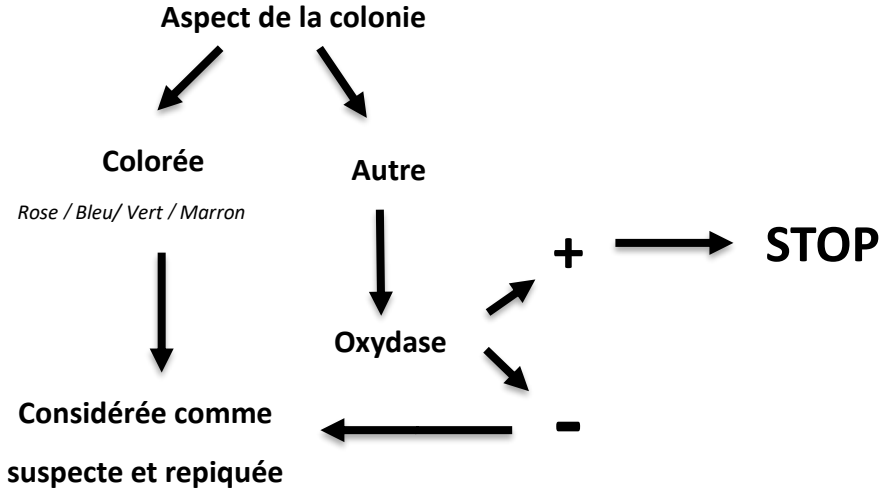 Aspect de la colonie
Colorée
Autre
Rose / Bleu/ Vert / Marron
+
STOP
Oxydase
Considérée comme
-
suspecte et repiquée